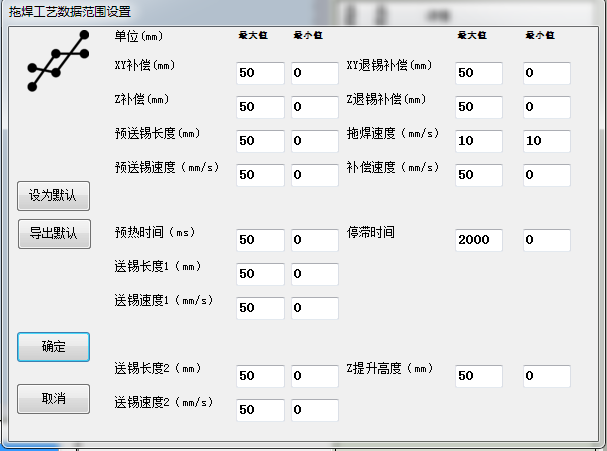 拖焊工艺数据范围设置
单位(mm) 最大值 最小值 最大值 最小值
XY补偿(mm) 50 0 XY退锡补偿(mm) 50 0
Z补偿(mm) 50 0 Z退锡补偿(mm) 50 0
预送锡长度(mm) 50 0 拖焊速度（mm/s） 10 10
预送锡速度（mm/s） 50 0 补偿速度（mm/s） 50 0
设为默认
导出默认
预热时间（ms） 50 0 停滞时间 2000 0
送锡长度1（mm） 50 0
送锡速度1（mm/s） 50 0
确定
送锡长度2（mm） 50 0 Z提升高度（mm） 50 0
取消
送锡速度2（mm/s） 50 0